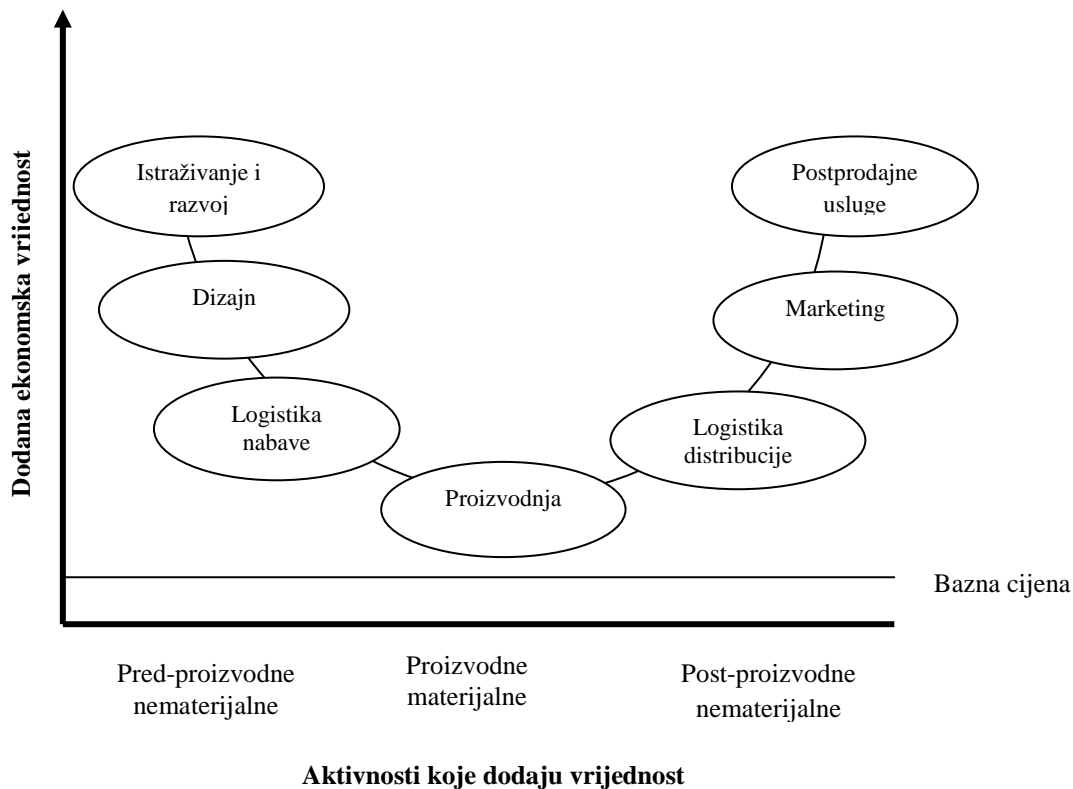 Dodana ekonomska vrijednost
Istraživanje i
razvoj
Dizajn
Logistika
nabave
Proizvodnja
Logistika
distribucije
Marketing
Postprodajne
usluge
Bazna cijena
Pred-proizvodne
nematerijalne
Proizvodne
materijalne
Post-proizvodne
nematerijalne
Aktivnosti koje dodaju vrijednost